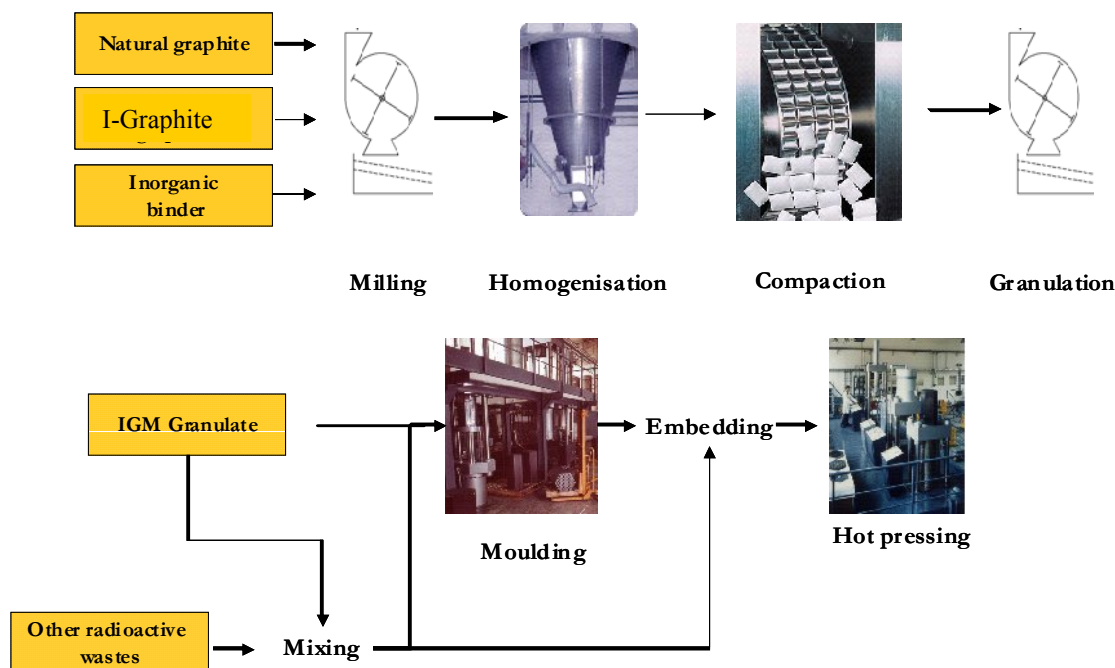 Natural graphite
I-Graphite
Inorganic
binder
Milling
Homogenisation
Compaction
Granulation
IGM Granulate
Embedding
Moulding
Hot pressing
Other radioactive
wastes
Mixing